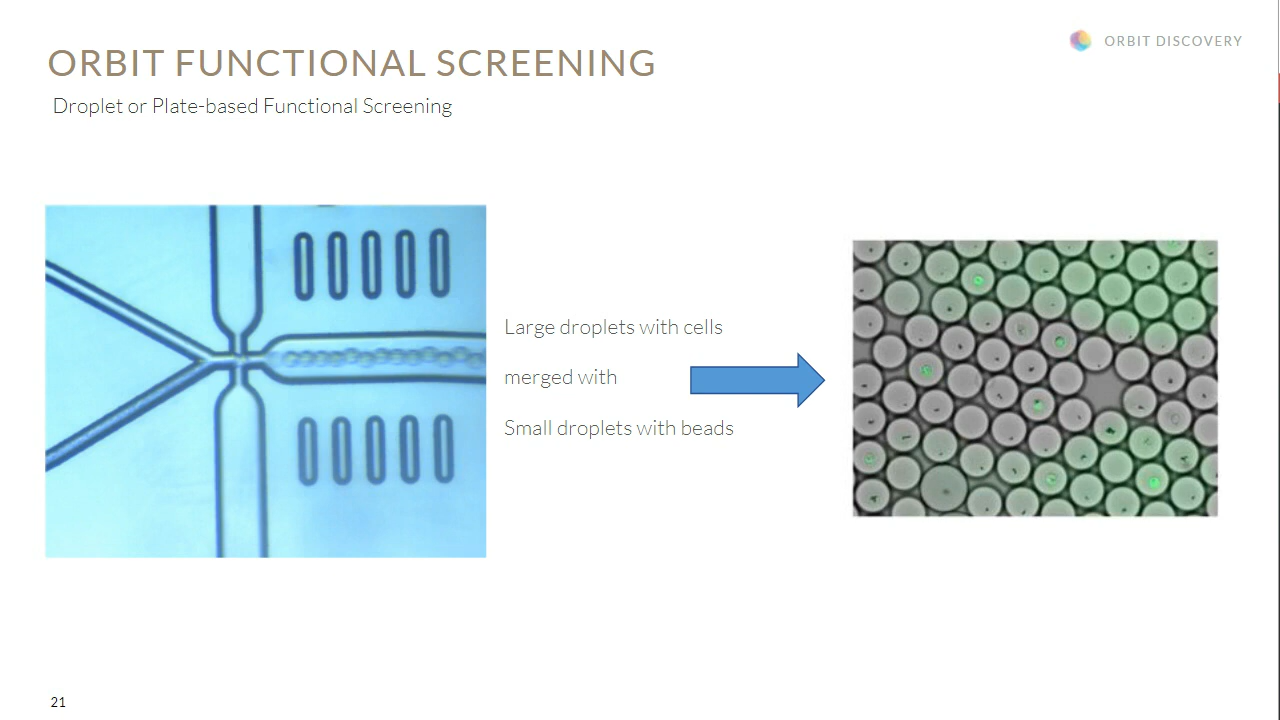 ORBIT DISCOVERY
ORBIT FUNCTIONAL SCREENING
Droplet or Plate-based Functional Screening
Large droplets with cells
merged with
Small droplets with beads
21